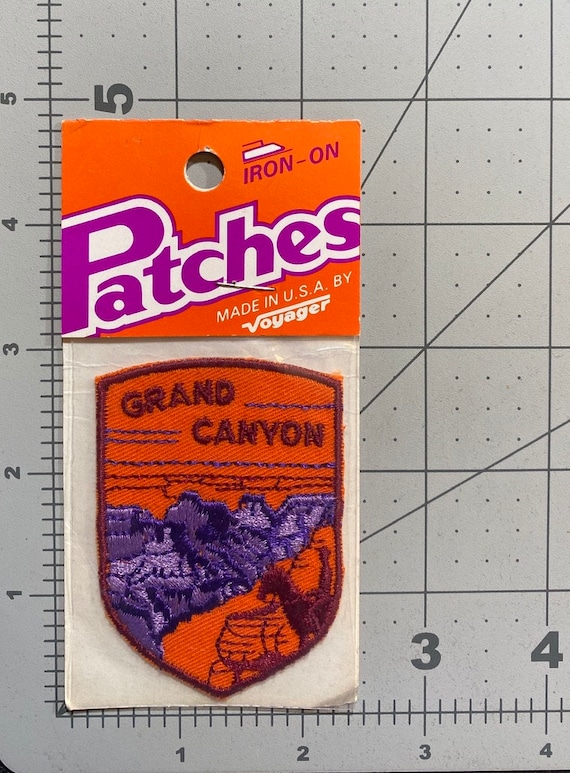 5
5
IRON-ON
Patches
4
MADE IN U.S.A. BY
Voyager
3
GRAND
CANYON
2
1
3 4
1 2 3 4